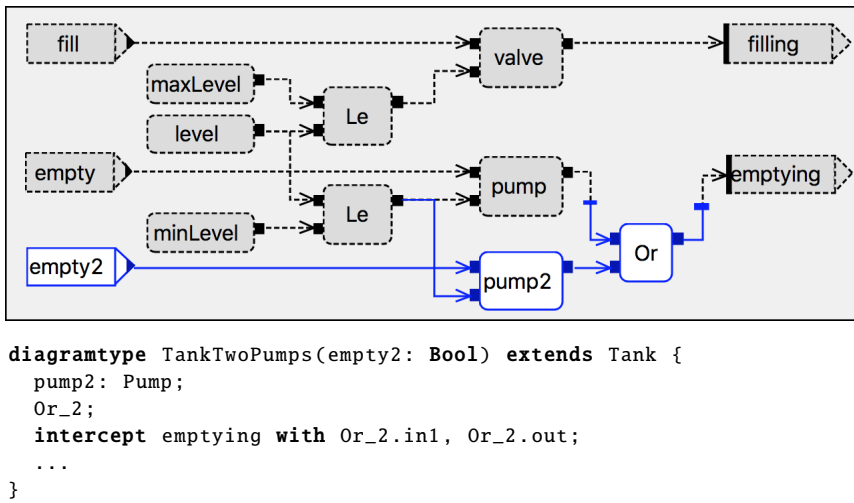 fill
valve
filling
maxLevel
Le
level
empty
pump
emptying
Le
minLevel
empty2
pump2
Or
diagramtype TankTwoPumps(empty2: Bool) extends Tank {
  pump2: Pump;
  Or_2;
  intercept emptying with Or_2.in1, Or_2.out;
  ...
}